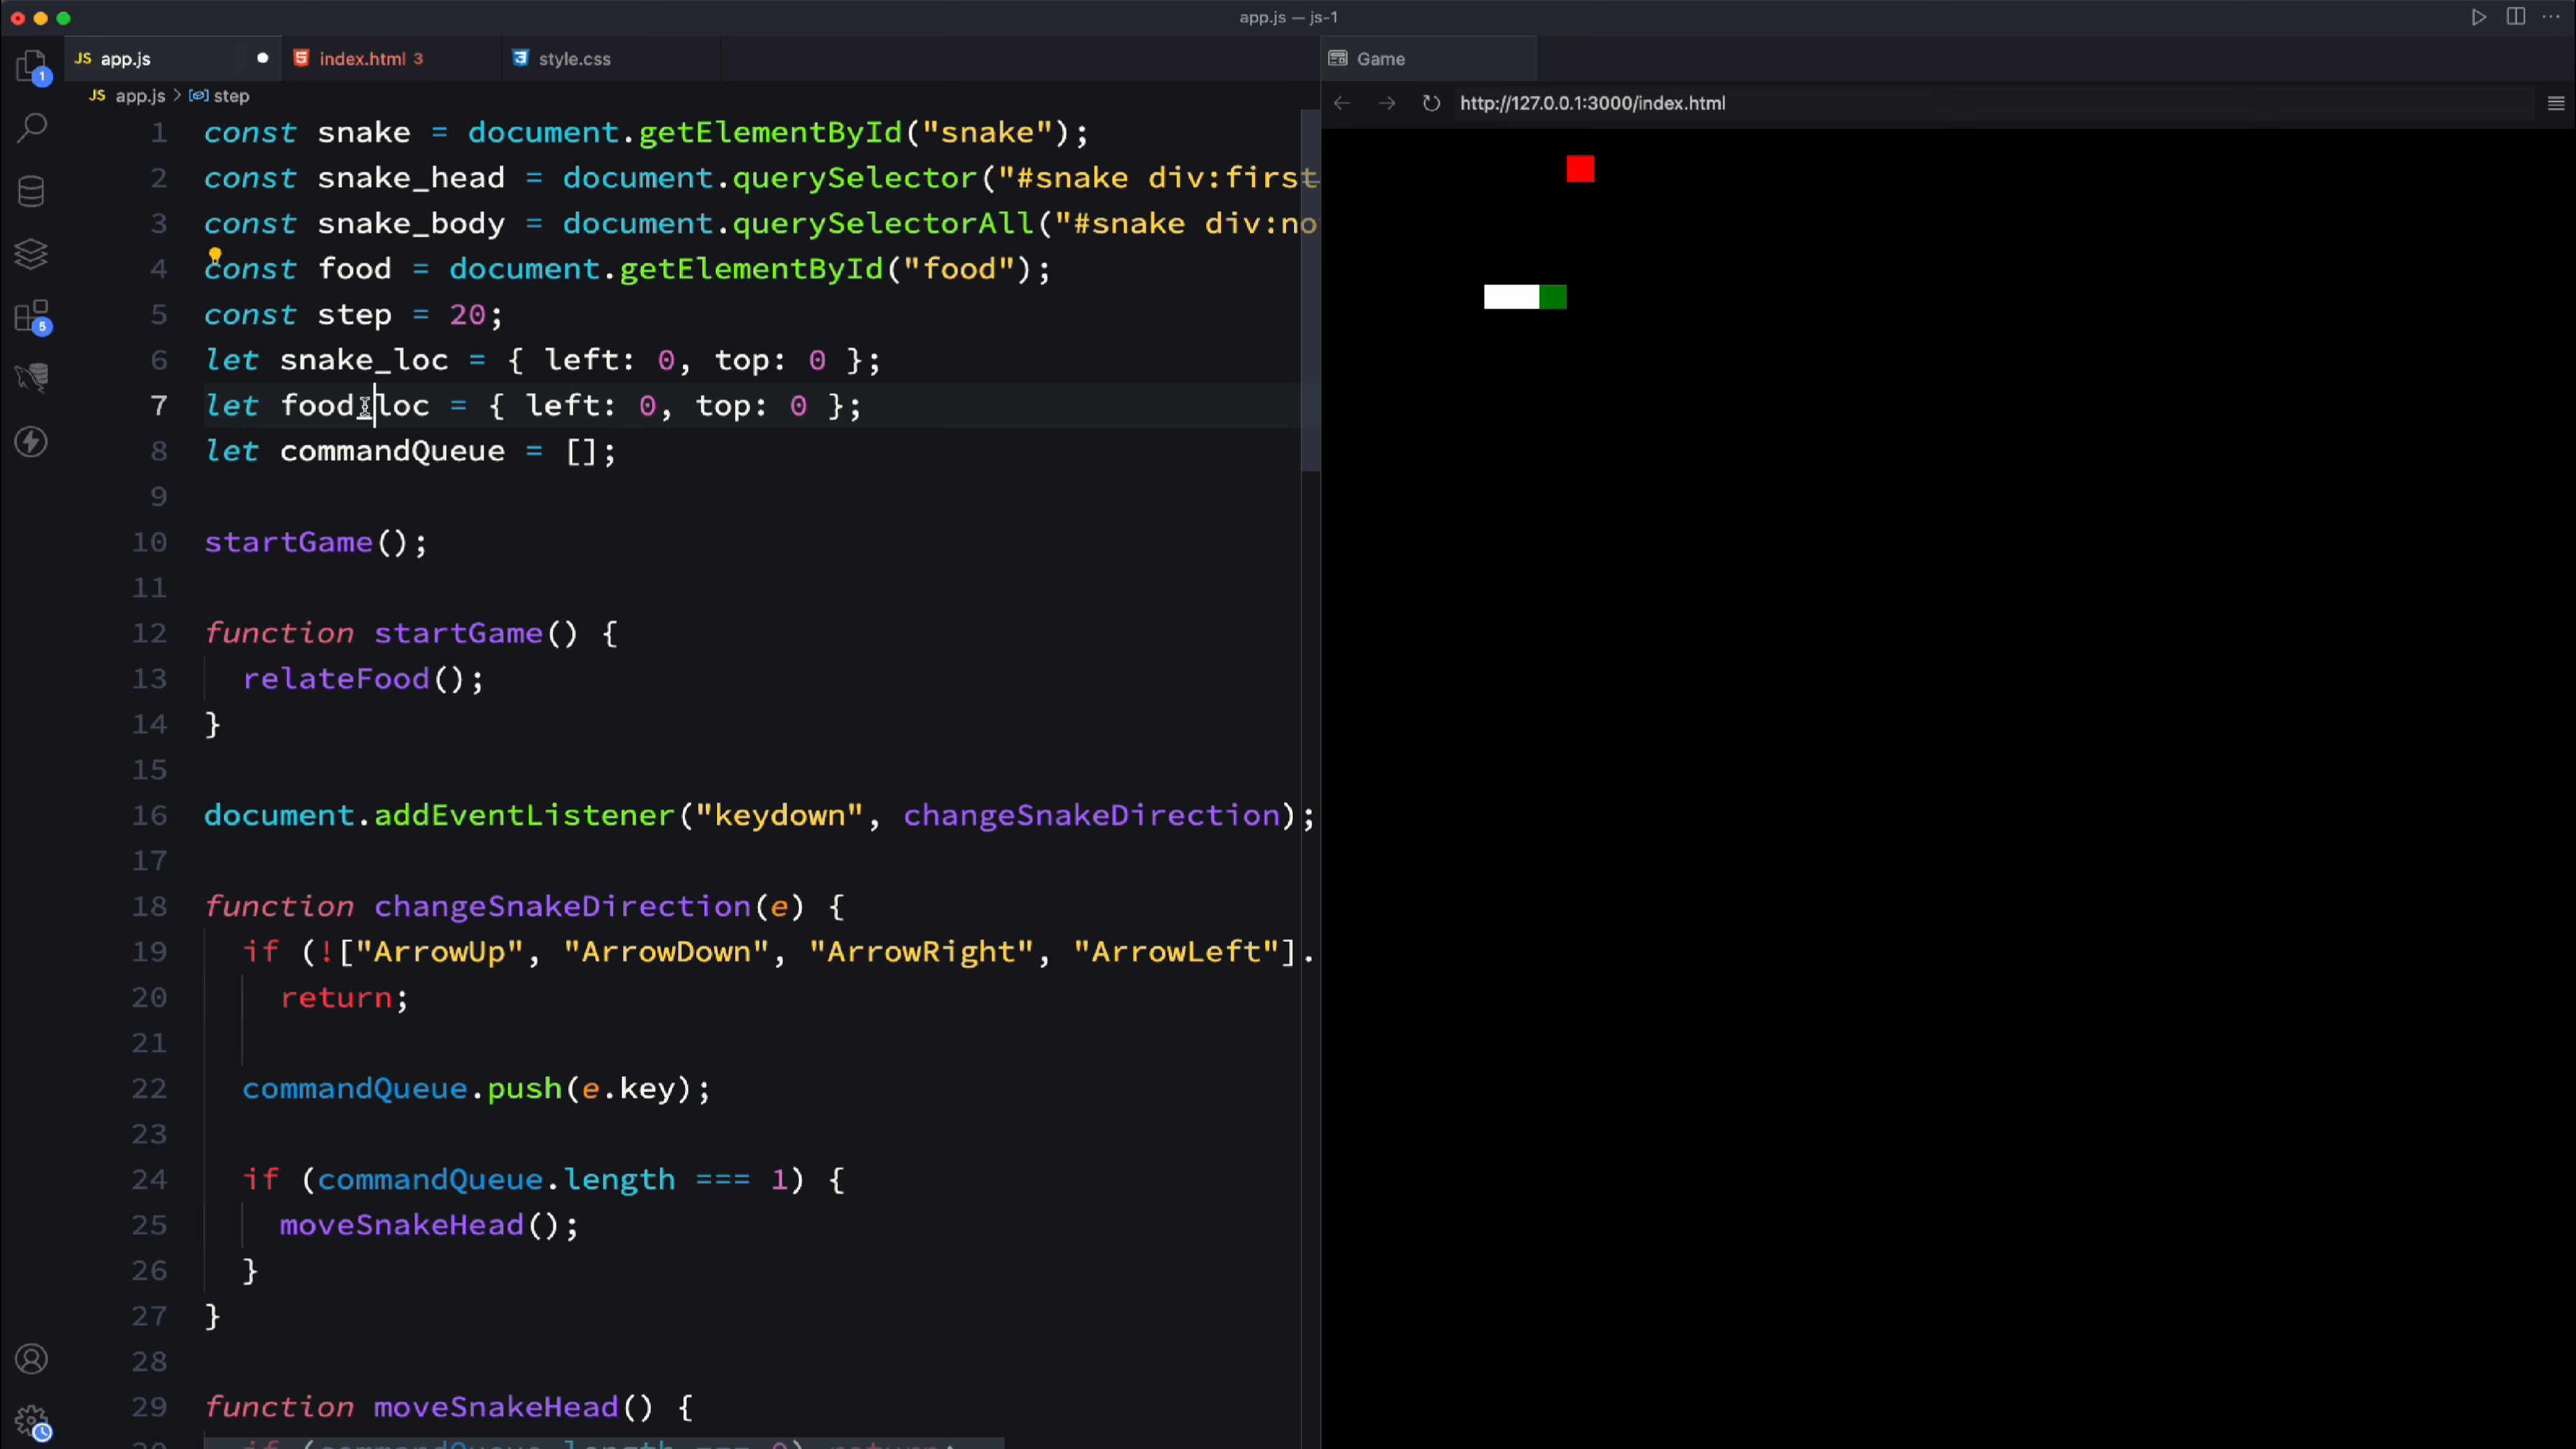 app.js — js-1
JS app.js
index.html 3
style.css
Game
JS app.js > step
http://127.0.0.1:3000/index.html
1
5
1 const snake = document.getElementById("snake");
2 const snake_head = document.querySelector("#snake div:first
3 const snake_body = document.querySelectorAll("#snake div:no
4 const food = document.getElementById("food");
5 const step = 20;
6 let snake_loc = { left: 0, top: 0 };
7 let food_loc = { left: 0, top: 0 };
8 let commandQueue = [];
9
10 startGame();
11
12 function startGame() {
13 relateFood();
14 }
15
16 document.addEventListener("keydown", changeSnakeDirection);
17
18 function changeSnakeDirection(e) {
19 if (!["ArrowUp", "ArrowDown", "ArrowRight", "ArrowLeft"].
20 return;
21
22 commandQueue.push(e.key);
23
24 if (commandQueue.length === 1) {
25 moveSnakeHead();
26 }
27 }
28
29 function moveSnakeHead() {